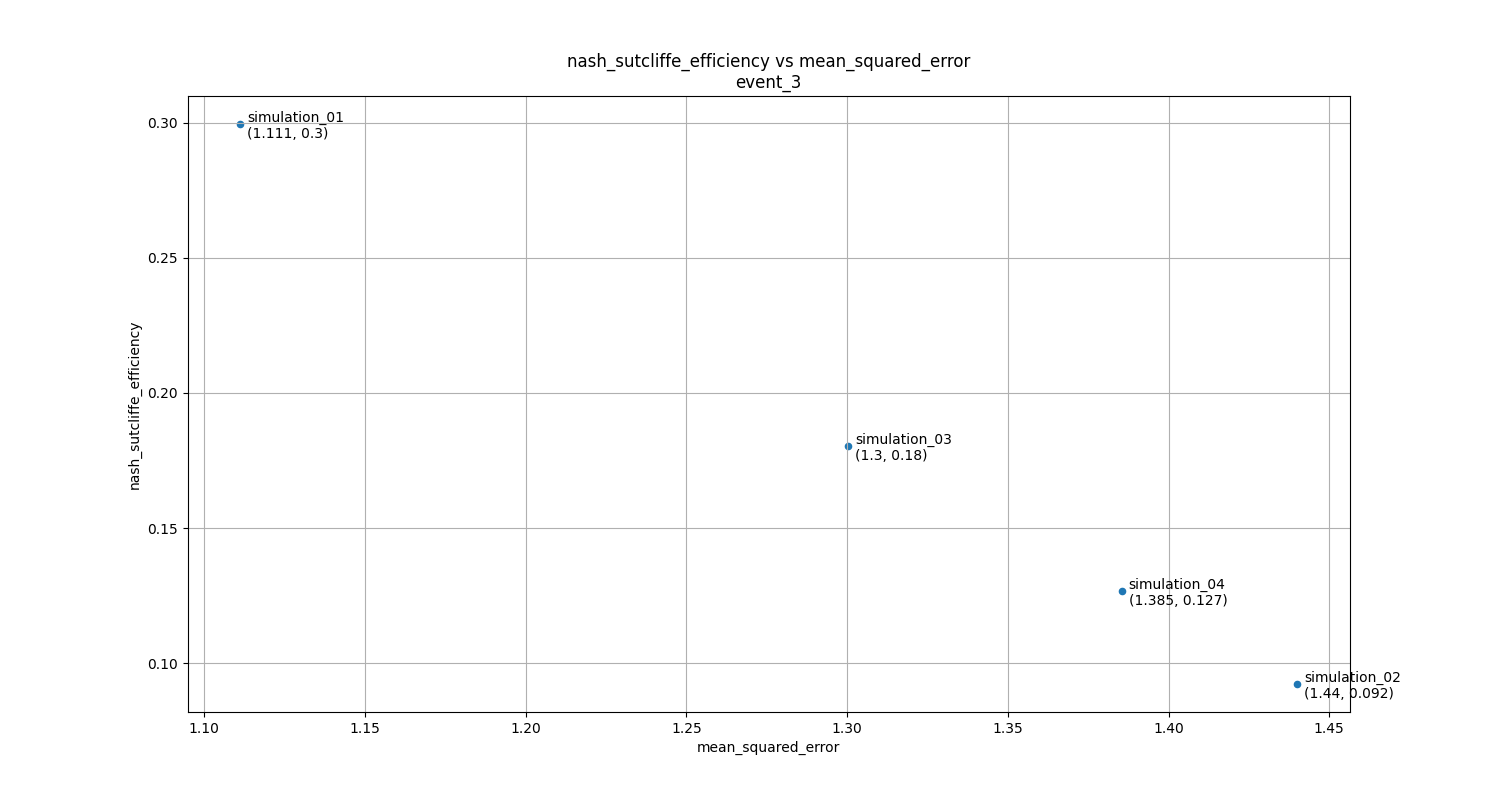 nash_sutcliffe_efficiency vs mean_squared_error
event_3
simulation_01
(1.111, 0.3)
simulation_03
(1.3, 0.18)
simulation_04
(1.385, 0.127)
simulation_02
(1.44, 0.092)
nash_sutcliffe_efficiency
0.30
0.25
0.20
0.15
0.10
1.10
1.15
1.20
1.25
1.30
1.35
1.40
1.45
mean_squared_error